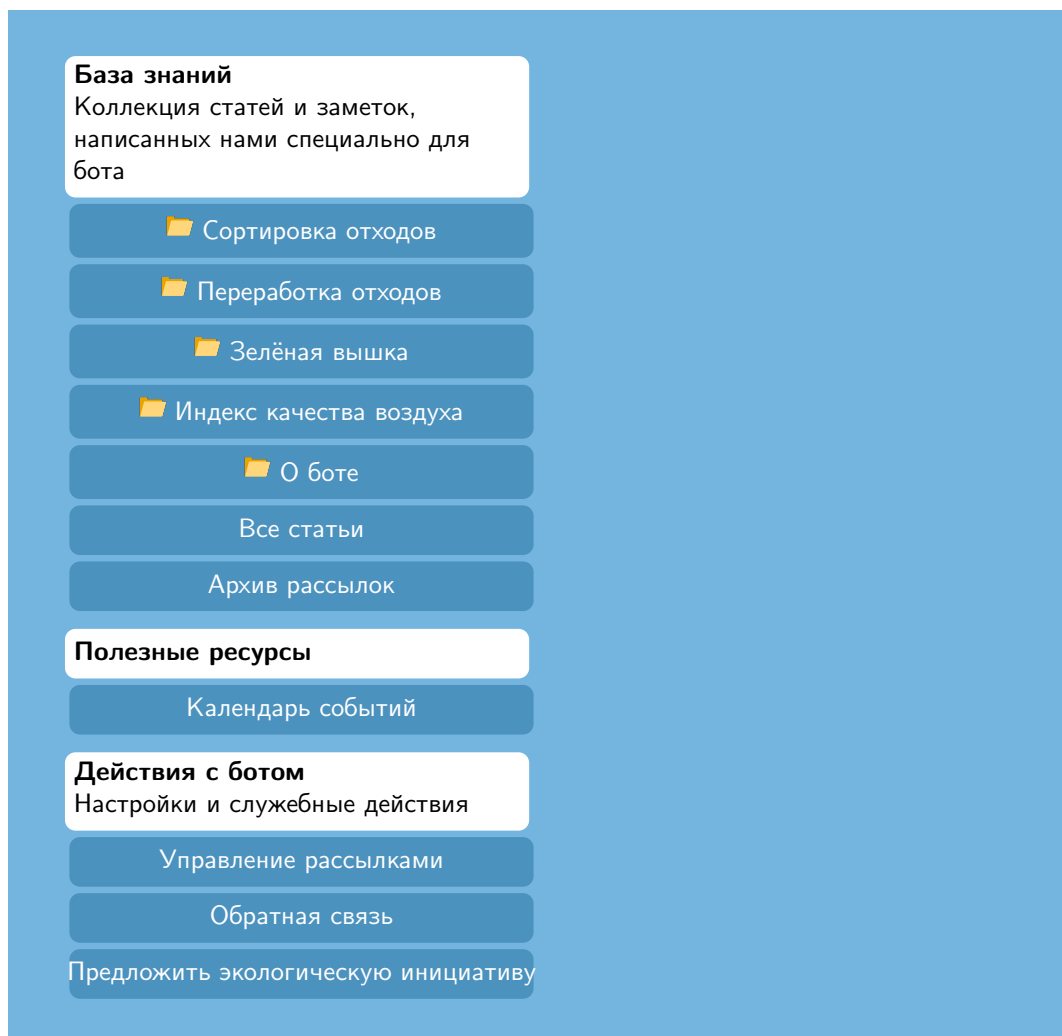 База знаний
Коллекция статей и заметок,
написанных нами специально для
бота
Сортировка отходов
Переработка отходов
Зелёная вышка
Индекс качества воздуха
О боте
Все статьи
Архив рассылок
Полезные ресурсы
Календарь событий
Действия с ботом
Настройки и служебные действия
Управление рассылками
Обратная связь
Предложить экологическую инициативу